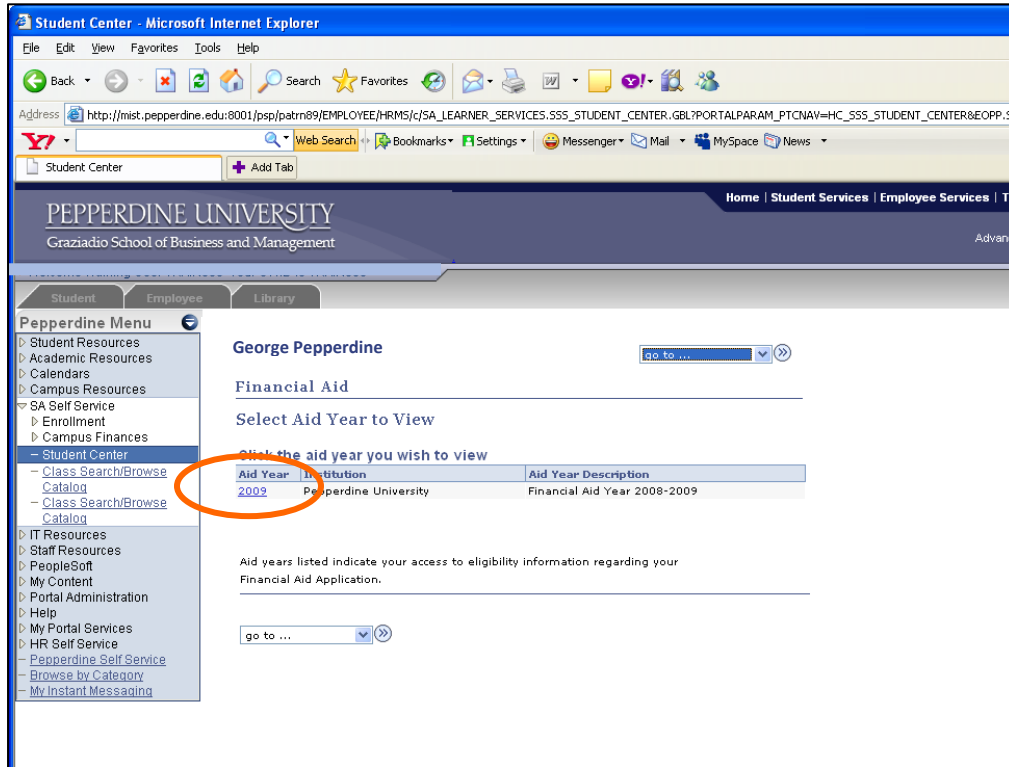 Student Center - Microsoft Internet Explorer
File Edit View Favorites Tools Help
Back Search Favorites
Address http://mist.pepperdine.edu:8001/psp/patrn89/EMPLOYEE/HRMS/c/SA_LEARNER_SERVICES.SSS_STUDENT_CENTER.GBL?PORTALPARAM_PTCNAV=HC_SSS_STUDENT_CENTER&EOPP.S
Y! Web Search Bookmarks Settings Messenger Mail MySpace News
Student Center Add Tab
Home | Student Services | Employee Services | T
PEPPERDINE UNIVERSITY
Graziadio School of Business and Management
Advan
Student Employee Library
Pepperdine Menu
Student Resources
Academic Resources
Calendars
Campus Resources
SA Self Service
Enrollment
Campus Finances
Student Center
Class Search/Browse
Catalog
Class Search/Browse
Catalog
IT Resources
Staff Resources
PeopleSoft
My Content
Portal Administration
Help
My Portal Services
HR Self Service
Pepperdine Self Service
Browse by Category
My Instant Messaging
George Pepperdine
go to ...
Financial Aid
Select Aid Year to View
Click the aid year you wish to view
Aid Year Institution Aid Year Description
2009 Pepperdine University Financial Aid Year 2008-2009
Aid years listed indicate your access to eligibility information regarding your
Financial Aid Application.
go to ...